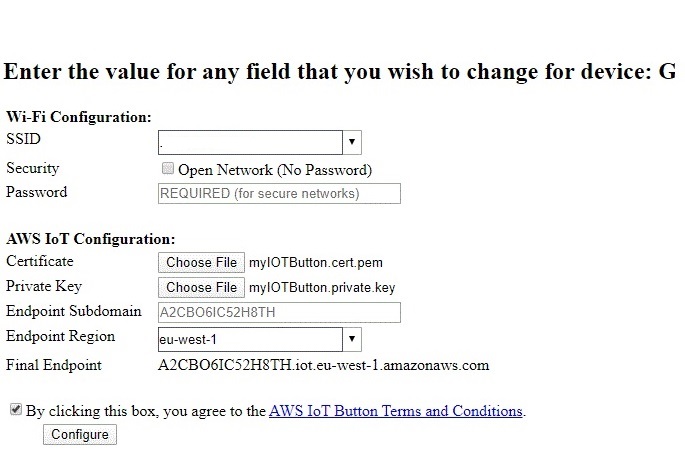 Enter the value for any field that you wish to change for device: G
Wi-Fi Configuration:
SSID .
Security Open Network (No Password)
Password REQUIRED (for secure networks)
AWS IoT Configuration:
Certificate Choose File myIOTButton.cert.pem
Private Key Choose File myIOTButton.private.key
Endpoint Subdomain A2CBO6IC52H8TH
Endpoint Region eu-west-1
Final Endpoint A2CBO6IC52H8TH.iot.eu-west-1.amazonaws.com
By clicking this box, you agree to the AWS IoT Button Terms and Conditions.
Configure